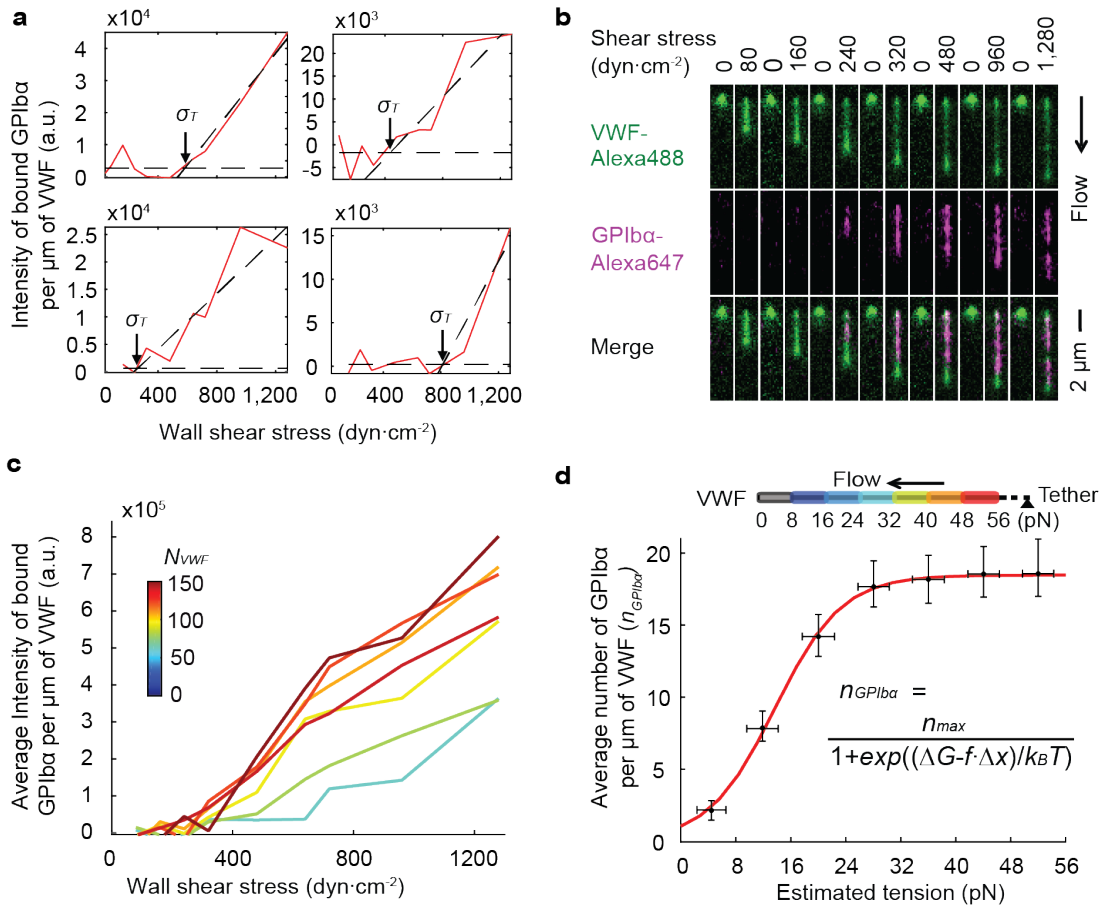 a
Intensity of bound GPIbα
per μm of VWF (a.u.)
x10⁴
4
3
2
1
0
σT
x10³
20
15
10
5
0
-5
σT
x10⁴
2.5
2
1.5
1
0.5
0
σT
0 400 800 1,200
x10³
15
10
5
0
σT
0 400 800 1,200
Wall shear stress (dyn·cm⁻²)
b
Shear stress
(dyn·cm⁻²)
0 80 0 160 0 240 0 320 0 480 0 960 0 1,280
VWF-
Alexa488
GPIbα-
Alexa647
Merge
Flow
2 μm
c
Average Intensity of bound
GPIbα per μm of VWF (a.u.)
x10⁵
8
7
6
5
4
3
2
1
0
NVWF
150
100
50
0
0 400 800 1200
Wall shear stress (dyn·cm⁻²)
d
Flow
VWF
Tether
0 8 16 24 32 40 48 56 (pN)
Average number of GPIbα
per μm of VWF (nGPIbα)
20
15
10
5
0
nGPIbα =
nmax
1+exp((ΔG-f·Δx)/kBT)
0 8 16 24 32 40 48 56
Estimated tension (pN)